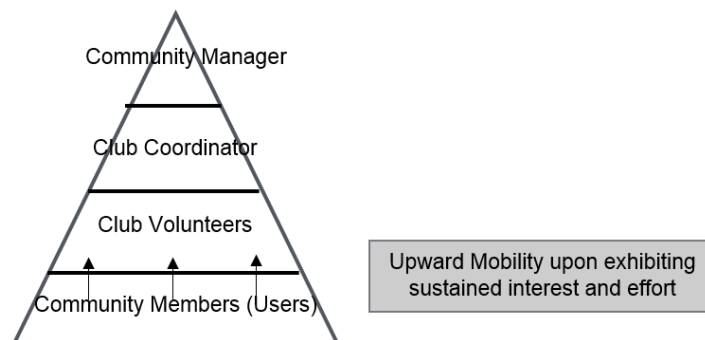 Community Manager
Club Coordinator
Club Volunteers
Community Members (Users)
Upward Mobility upon exhibiting
sustained interest and effort